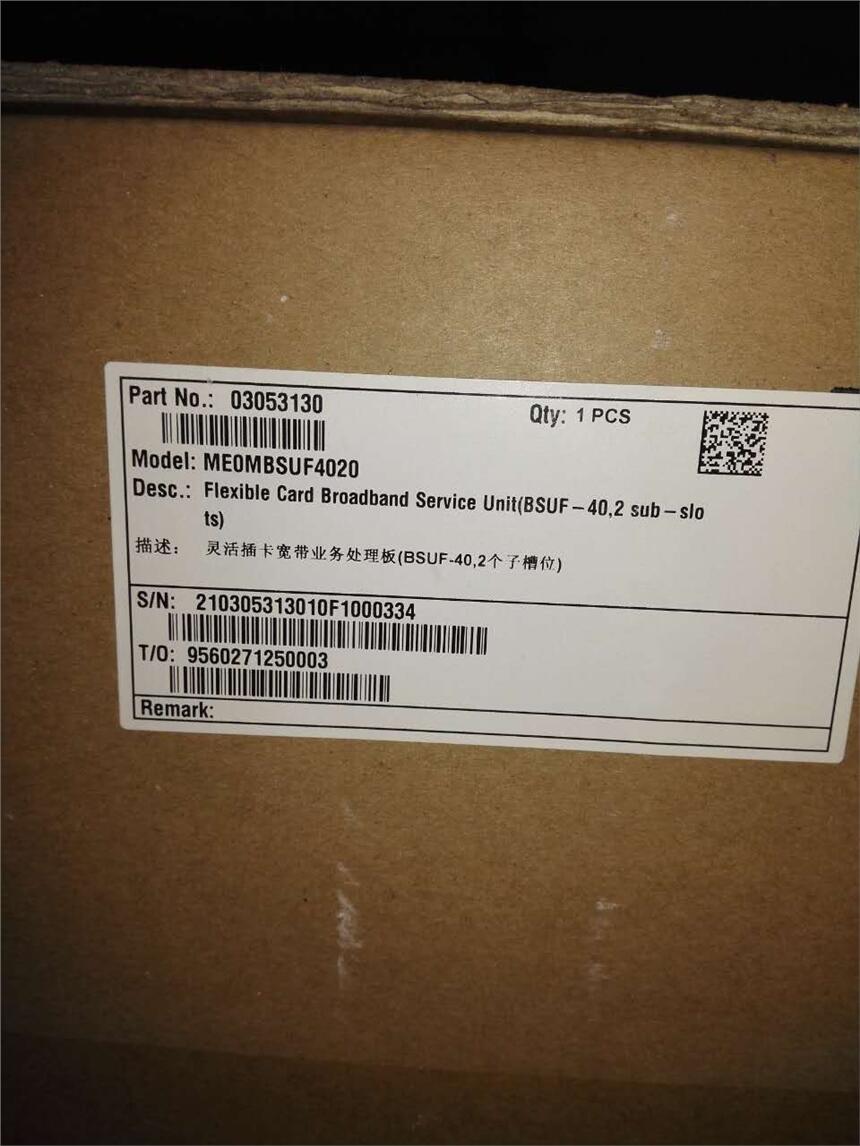 Part No.: 03053130
Qty: 1 PCS
Model: ME0MBSUF4020
Desc.: Flexible Card Broadband Service Unit(BSUF-40,2 sub-slo
ts)
描述: 灵活插卡宽带业务处理板(BSUF-40,2个子槽位)
S/N: 210305313010F1000334
T/O: 9560271250003
Remark: